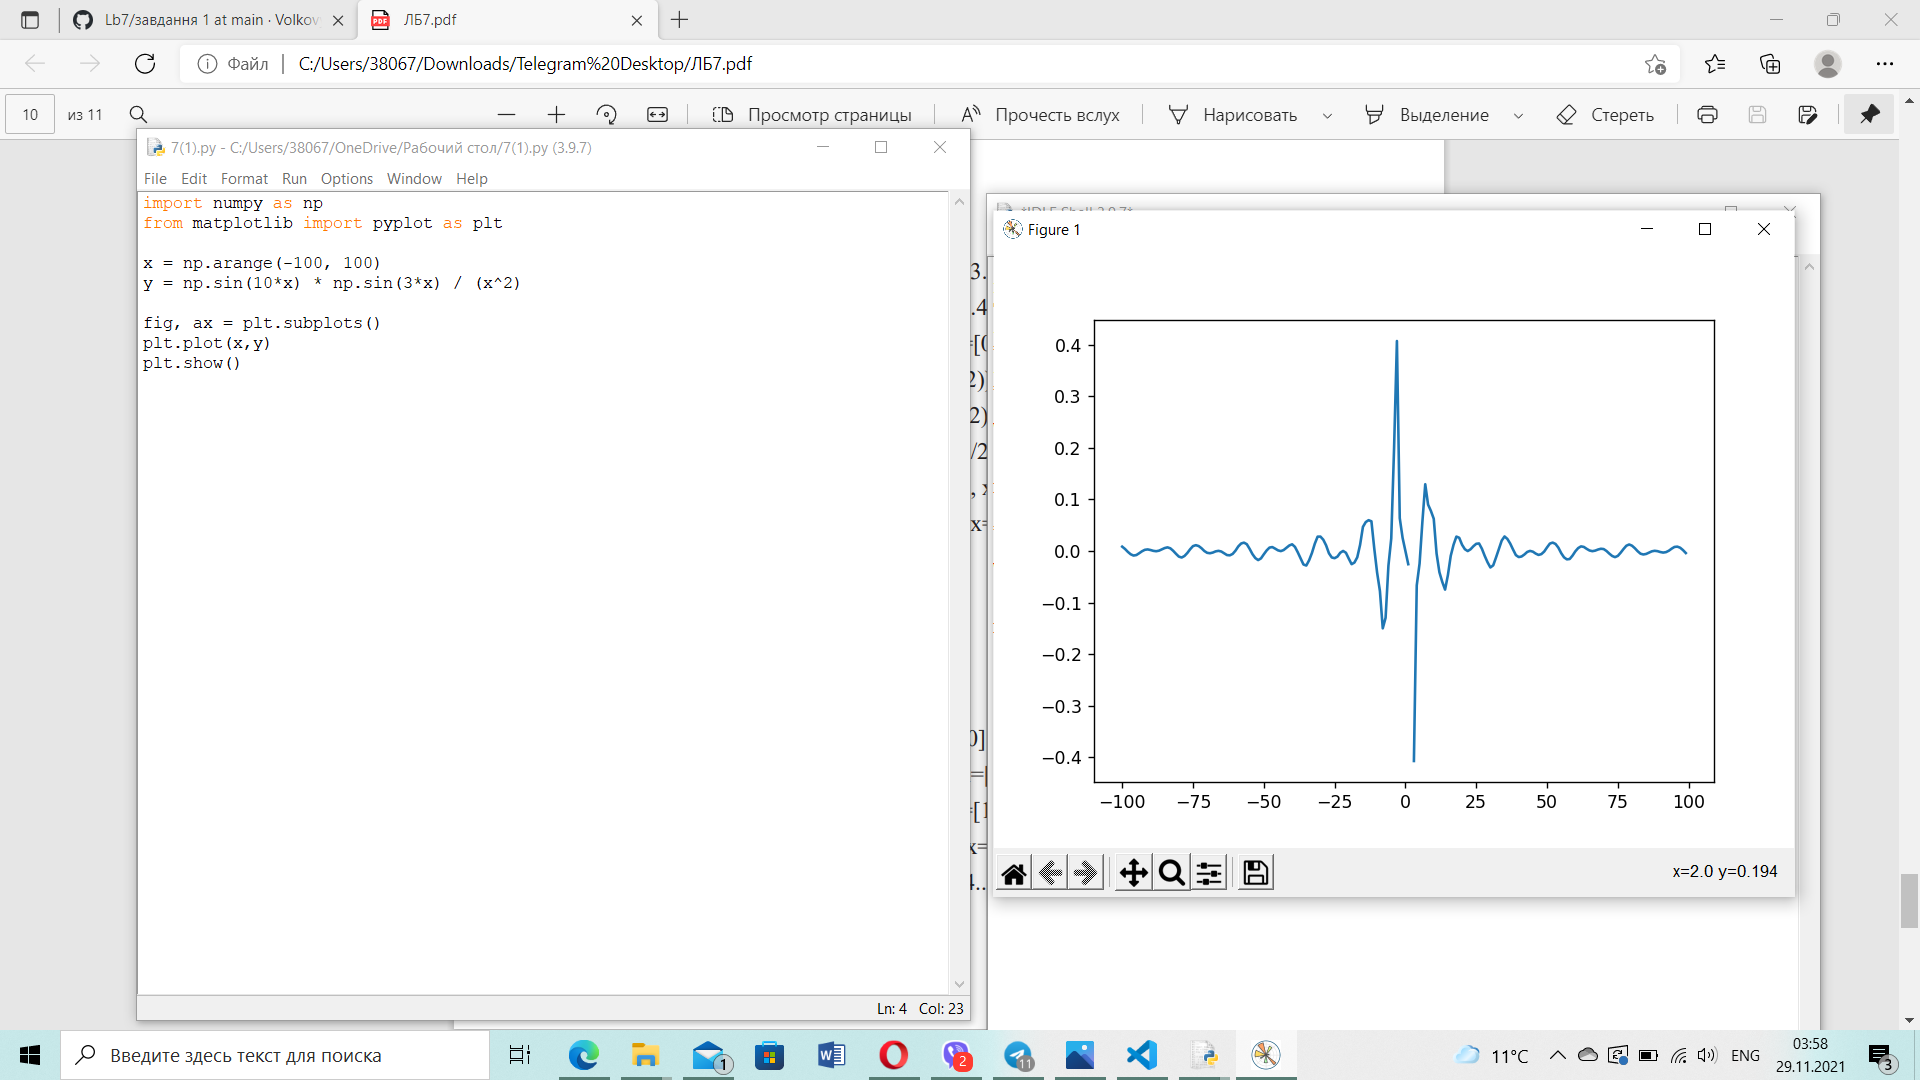 Lb7/завдання 1 at main · Volkov
ЛБ7.pdf
Файл
C:/Users/38067/Downloads/Telegram%20Desktop/ЛБ7.pdf
10
из 11
Просмотр страницы
Прочесть вслух
Нарисовать
Выделение
Стереть
7(1).py - C:/Users/38067/OneDrive/Рабочий стол/7(1).py (3.9.7)
File Edit Format Run Options Window Help
import numpy as np
from matplotlib import pyplot as plt
x = np.arange(-100, 100)
y = np.sin(10*x) * np.sin(3*x) / (x^2)
fig, ax = plt.subplots()
plt.plot(x,y)
plt.show()
Ln: 4 Col: 23
Figure 1
0.4
0.3
0.2
0.1
0.0
−0.1
−0.2
−0.3
−0.4
−100 −75 −50 −25 0 25 50 75 100
x=2.0 y=0.194
Введите здесь текст для поиска
1
2
11
11°C
ENG
03:58
29.11.2021
3